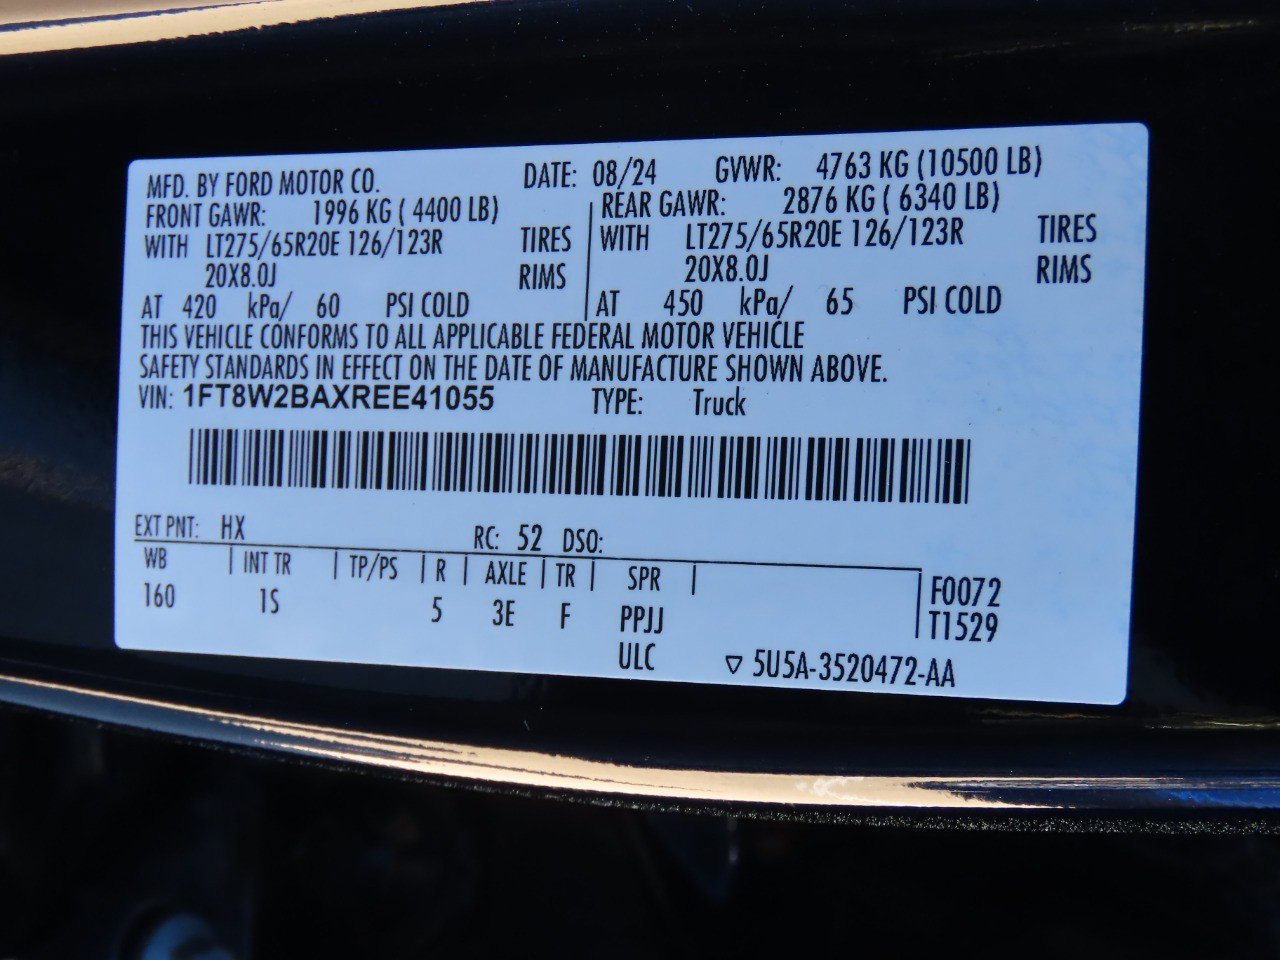 MFD. BY FORD MOTOR CO. DATE: 08/24 GVWR: 4763 KG (10500 LB)
FRONT GAWR: 1996 KG ( 4400 LB) REAR GAWR: 2876 KG ( 6340 LB)
WITH LT275/65R20E 126/123R TIRES WITH LT275/65R20E 126/123R TIRES
20X8.0J RIMS 20X8.0J RIMS
AT 420 kPa/ 60 PSI COLD AT 450 kPa/ 65 PSI COLD
THIS VEHICLE CONFORMS TO ALL APPLICABLE FEDERAL MOTOR VEHICLE
SAFETY STANDARDS IN EFFECT ON THE DATE OF MANUFACTURE SHOWN ABOVE.
VIN: 1FT8W2BAXREE41055 TYPE: Truck
EXT PNT: HX RC: 52 DSO:
WB INT TR TP/PS R AXLE TR SPR F0072
160 1S 5 3E F PPJJ T1529
ULC 5U5A-3520472-AA